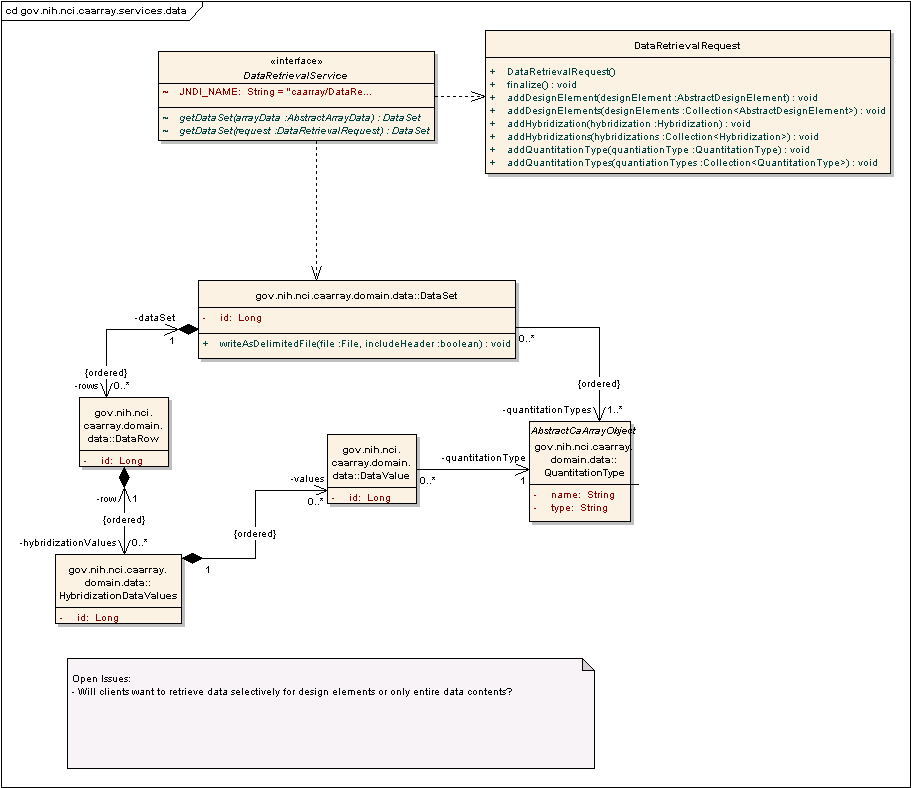 cd gov.nih.nci.caarray.services.data
«interface»
DataRetrievalService
~ JNDI_NAME: String = "caarray/DataRe...
~ getDataSet(arrayData :AbstractArrayData) : DataSet
~ getDataSet(request :DataRetrievalRequest) : DataSet
DataRetrievalRequest
+ DataRetrievalRequest()
+ finalize() : void
+ addDesignElement(designElement :AbstractDesignElement) : void
+ addDesignElements(designElements :Collection<AbstractDesignElement>) : void
+ addHybridization(hybridization :Hybridization) : void
+ addHybridizations(hybridizations :Collection<Hybridization>) : void
+ addQuantitationType(quantiationType :QuantitationType) : void
+ addQuantitationTypes(quantiationTypes :Collection<QuantitationType>) : void
gov.nih.nci.caarray.domain.data::DataSet
- id: Long
+ writeAsDelimitedFile(file :File, includeHeader :boolean) : void
-dataSet
1
{ordered}
-rows
0..*
0..*
{ordered}
-quantitationTypes
1..*
gov.nih.nci.
caarray.domain.
data::DataRow
- id: Long
-row
1
{ordered}
-hybridizationValues
0..*
gov.nih.nci.caarray.
domain.data::
HybridizationDataValues
- id: Long
1
{ordered}
-values
0..*
gov.nih.nci.
caarray.domain.
data::DataValue
- id: Long
-quantitationType
0..*
1
AbstractCaArrayObject
gov.nih.nci.caarray.
domain.data::
QuantitationType
- name: String
- type: String
Open Issues:
- Will clients want to retrieve data selectively for design elements or only entire data contents?